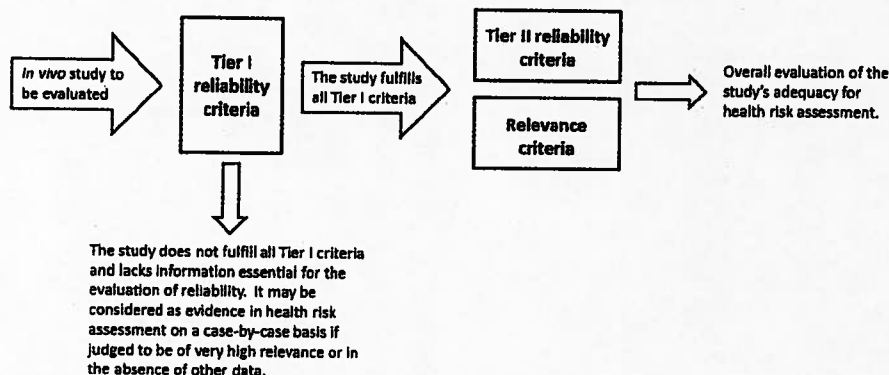 In vivo study to
be evaluated
Tier I
reliability
criteria
The study fulfills
all Tier I criteria
Tier II reliability
criteria
Relevance
criteria
Overall evaluation of the
study's adequacy for
health risk assessment.
The study does not fulfill all Tier I criteria
and lacks information essential for the
evaluation of reliability. It may be
considered as evidence in health risk
assessment on a case-by-case basis if
judged to be of very high relevance or in
the absence of other data.